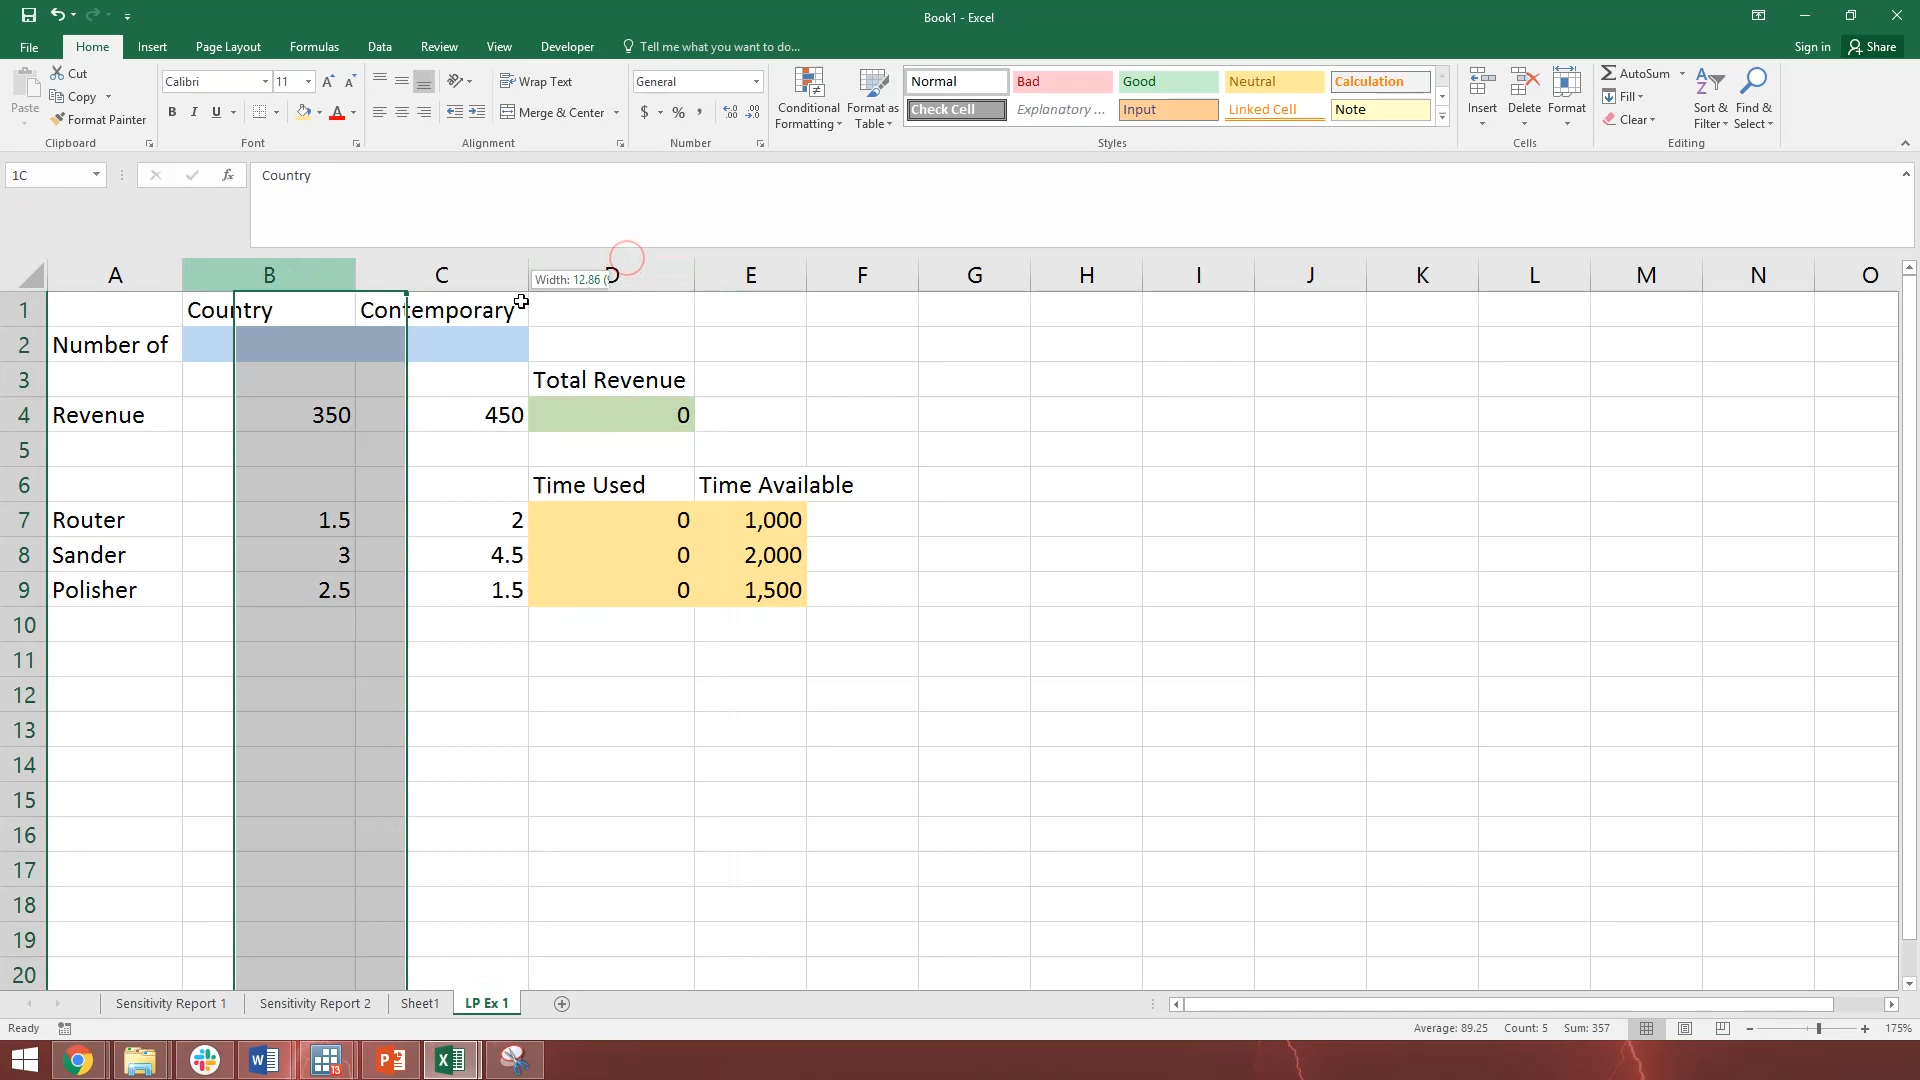 Book1 - Excel
File Home Insert Page Layout Formulas Data Review View Developer Tell me what you want to do... Sign in Share
Paste Cut Copy Format Painter Clipboard
Calibri 11 B I U A Font
Wrap Text Merge & Center Alignment
General $ % , Number
Conditional Formatting Format as Table
Normal Bad Good Neutral Calculation
Check Cell Explanatory ... Input Linked Cell Note
Styles
Insert Delete Format Cells
AutoSum Fill Clear Sort & Filter Find & Select Editing
1C fx Country
Width: 12.86 (
A B C D E F G H I J K L M N O
1 Country Contemporary
2 Number of
3 Total Revenue
4 Revenue 350 450 0
5
6 Time Used Time Available
7 Router 1.5 2 0 1,000
8 Sander 3 4.5 0 2,000
9 Polisher 2.5 1.5 0 1,500
10
11
12
13
14
15
16
17
18
19
20
Sensitivity Report 1 Sensitivity Report 2 Sheet1 LP Ex 1
Ready Average: 89.25 Count: 5 Sum: 357 175%
13